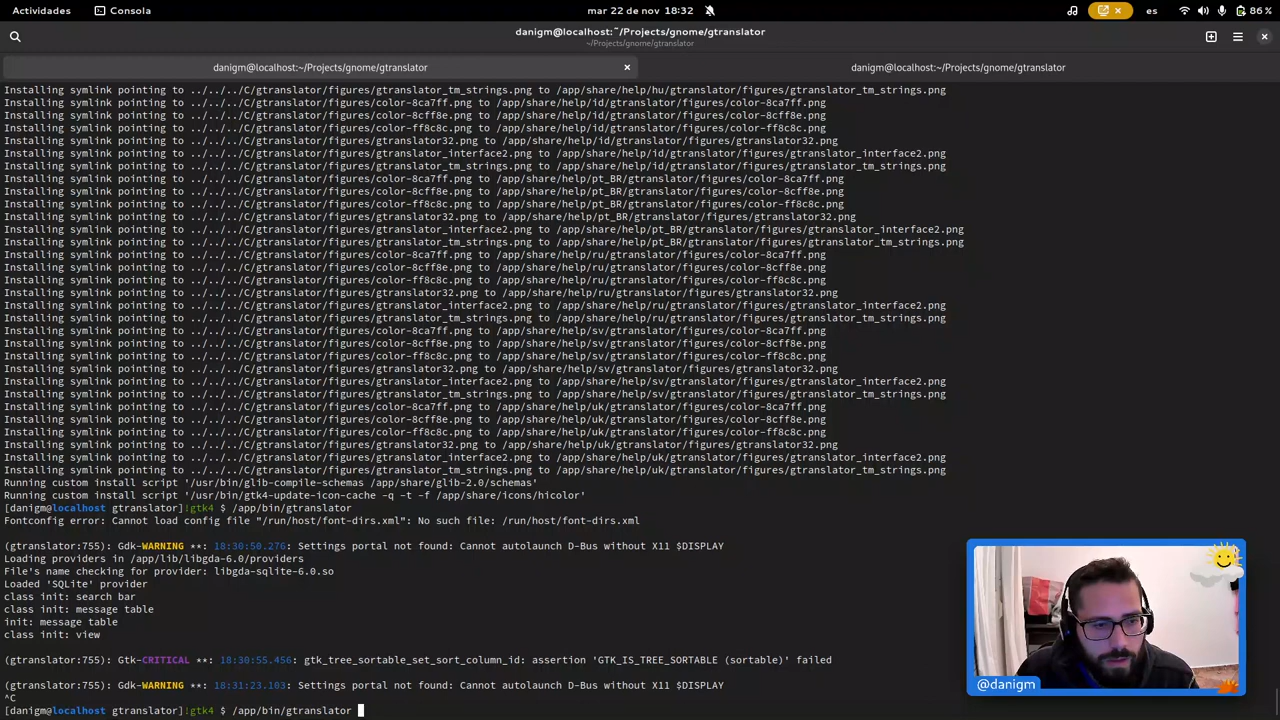 Actividades
Consola
mar 22 de nov 18:32
es
86 %
danigm@localhost:~/Projects/gnome/gtranslator
~/Projects/gnome/gtranslator
danigm@localhost:~/Projects/gnome/gtranslator
danigm@localhost:~/Projects/gnome/gtranslator
Installing symlink pointing to ../../../C/gtranslator/figures/gtranslator_tm_strings.png to /app/share/help/hu/gtranslator/figures/gtranslator_tm_strings.png
Installing symlink pointing to ../../../C/gtranslator/figures/color-8ca7ff.png to /app/share/help/id/gtranslator/figures/color-8ca7ff.png
Installing symlink pointing to ../../../C/gtranslator/figures/color-8cff8e.png to /app/share/help/id/gtranslator/figures/color-8cff8e.png
Installing symlink pointing to ../../../C/gtranslator/figures/color-ff8c8c.png to /app/share/help/id/gtranslator/figures/color-ff8c8c.png
Installing symlink pointing to ../../../C/gtranslator/figures/gtranslator32.png to /app/share/help/id/gtranslator/figures/gtranslator32.png
Installing symlink pointing to ../../../C/gtranslator/figures/gtranslator_interface2.png to /app/share/help/id/gtranslator/figures/gtranslator_interface2.png
Installing symlink pointing to ../../../C/gtranslator/figures/gtranslator_tm_strings.png to /app/share/help/id/gtranslator/figures/gtranslator_tm_strings.png
Installing symlink pointing to ../../../C/gtranslator/figures/color-8ca7ff.png to /app/share/help/pt_BR/gtranslator/figures/color-8ca7ff.png
Installing symlink pointing to ../../../C/gtranslator/figures/color-8cff8e.png to /app/share/help/pt_BR/gtranslator/figures/color-8cff8e.png
Installing symlink pointing to ../../../C/gtranslator/figures/color-ff8c8c.png to /app/share/help/pt_BR/gtranslator/figures/color-ff8c8c.png
Installing symlink pointing to ../../../C/gtranslator/figures/gtranslator32.png to /app/share/help/pt_BR/gtranslator/figures/gtranslator32.png
Installing symlink pointing to ../../../C/gtranslator/figures/gtranslator_interface2.png to /app/share/help/pt_BR/gtranslator/figures/gtranslator_interface2.png
Installing symlink pointing to ../../../C/gtranslator/figures/gtranslator_tm_strings.png to /app/share/help/pt_BR/gtranslator/figures/gtranslator_tm_strings.png
Installing symlink pointing to ../../../C/gtranslator/figures/color-8ca7ff.png to /app/share/help/ru/gtranslator/figures/color-8ca7ff.png
Installing symlink pointing to ../../../C/gtranslator/figures/color-8cff8e.png to /app/share/help/ru/gtranslator/figures/color-8cff8e.png
Installing symlink pointing to ../../../C/gtranslator/figures/color-ff8c8c.png to /app/share/help/ru/gtranslator/figures/color-ff8c8c.png
Installing symlink pointing to ../../../C/gtranslator/figures/gtranslator32.png to /app/share/help/ru/gtranslator/figures/gtranslator32.png
Installing symlink pointing to ../../../C/gtranslator/figures/gtranslator_interface2.png to /app/share/help/ru/gtranslator/figures/gtranslator_interface2.png
Installing symlink pointing to ../../../C/gtranslator/figures/gtranslator_tm_strings.png to /app/share/help/ru/gtranslator/figures/gtranslator_tm_strings.png
Installing symlink pointing to ../../../C/gtranslator/figures/color-8ca7ff.png to /app/share/help/sv/gtranslator/figures/color-8ca7ff.png
Installing symlink pointing to ../../../C/gtranslator/figures/color-8cff8e.png to /app/share/help/sv/gtranslator/figures/color-8cff8e.png
Installing symlink pointing to ../../../C/gtranslator/figures/color-ff8c8c.png to /app/share/help/sv/gtranslator/figures/color-ff8c8c.png
Installing symlink pointing to ../../../C/gtranslator/figures/gtranslator32.png to /app/share/help/sv/gtranslator/figures/gtranslator32.png
Installing symlink pointing to ../../../C/gtranslator/figures/gtranslator_interface2.png to /app/share/help/sv/gtranslator/figures/gtranslator_interface2.png
Installing symlink pointing to ../../../C/gtranslator/figures/gtranslator_tm_strings.png to /app/share/help/sv/gtranslator/figures/gtranslator_tm_strings.png
Installing symlink pointing to ../../../C/gtranslator/figures/color-8ca7ff.png to /app/share/help/uk/gtranslator/figures/color-8ca7ff.png
Installing symlink pointing to ../../../C/gtranslator/figures/color-8cff8e.png to /app/share/help/uk/gtranslator/figures/color-8cff8e.png
Installing symlink pointing to ../../../C/gtranslator/figures/color-ff8c8c.png to /app/share/help/uk/gtranslator/figures/color-ff8c8c.png
Installing symlink pointing to ../../../C/gtranslator/figures/gtranslator32.png to /app/share/help/uk/gtranslator/figures/gtranslator32.png
Installing symlink pointing to ../../../C/gtranslator/figures/gtranslator_interface2.png to /app/share/help/uk/gtranslator/figures/gtranslator_interface2.png
Installing symlink pointing to ../../../C/gtranslator/figures/gtranslator_tm_strings.png to /app/share/help/uk/gtranslator/figures/gtranslator_tm_strings.png
Running custom install script '/usr/bin/glib-compile-schemas /app/share/glib-2.0/schemas'
Running custom install script '/usr/bin/gtk4-update-icon-cache -q -t -f /app/share/icons/hicolor'
[danigm@localhost gtranslator]!gtk4 $ /app/bin/gtranslator
Fontconfig error: Cannot load config file "/run/host/font-dirs.xml": No such file: /run/host/font-dirs.xml
(gtranslator:755): Gdk-WARNING **: 18:30:50.276: Settings portal not found: Cannot autolaunch D-Bus without X11 $DISPLAY
Loading providers in /app/lib/libgda-6.0/providers
File's name checking for provider: libgda-sqlite-6.0.so
Loaded 'SQLite' provider
class init: search bar
class init: message table
init: message table
class init: view
(gtranslator:755): Gtk-CRITICAL **: 18:30:55.456: gtk_tree_sortable_set_sort_column_id: assertion 'GTK_IS_TREE_SORTABLE (sortable)' failed
(gtranslator:755): Gdk-WARNING **: 18:31:23.103: Settings portal not found: Cannot autolaunch D-Bus without X11 $DISPLAY
^C
[danigm@localhost gtranslator]!gtk4 $ /app/bin/gtranslator
@danigm